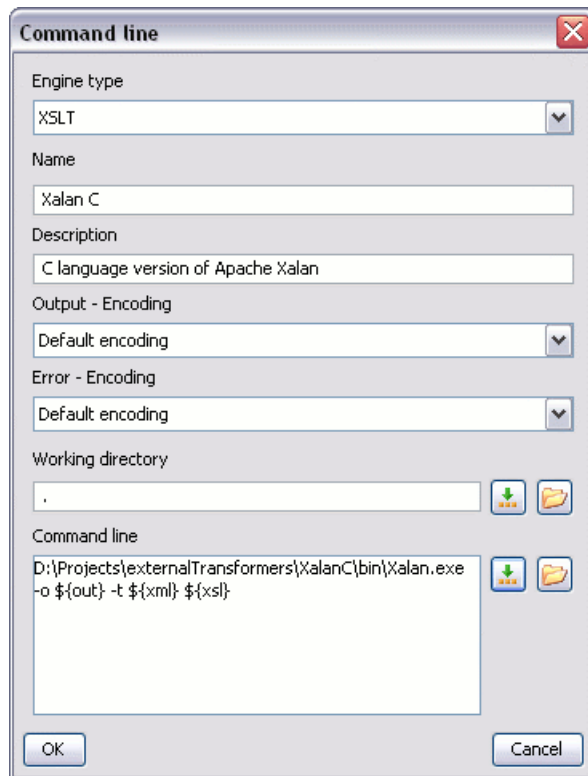 Command line
Engine type
XSLT
Name
Xalan C
Description
C language version of Apache Xalan
Output - Encoding
Default encoding
Error - Encoding
Default encoding
Working directory
.
Command line
D:\Projects\externalTransformers\XalanC\bin\Xalan.exe
-o ${out} -t ${xml} ${xsl}
OK
Cancel